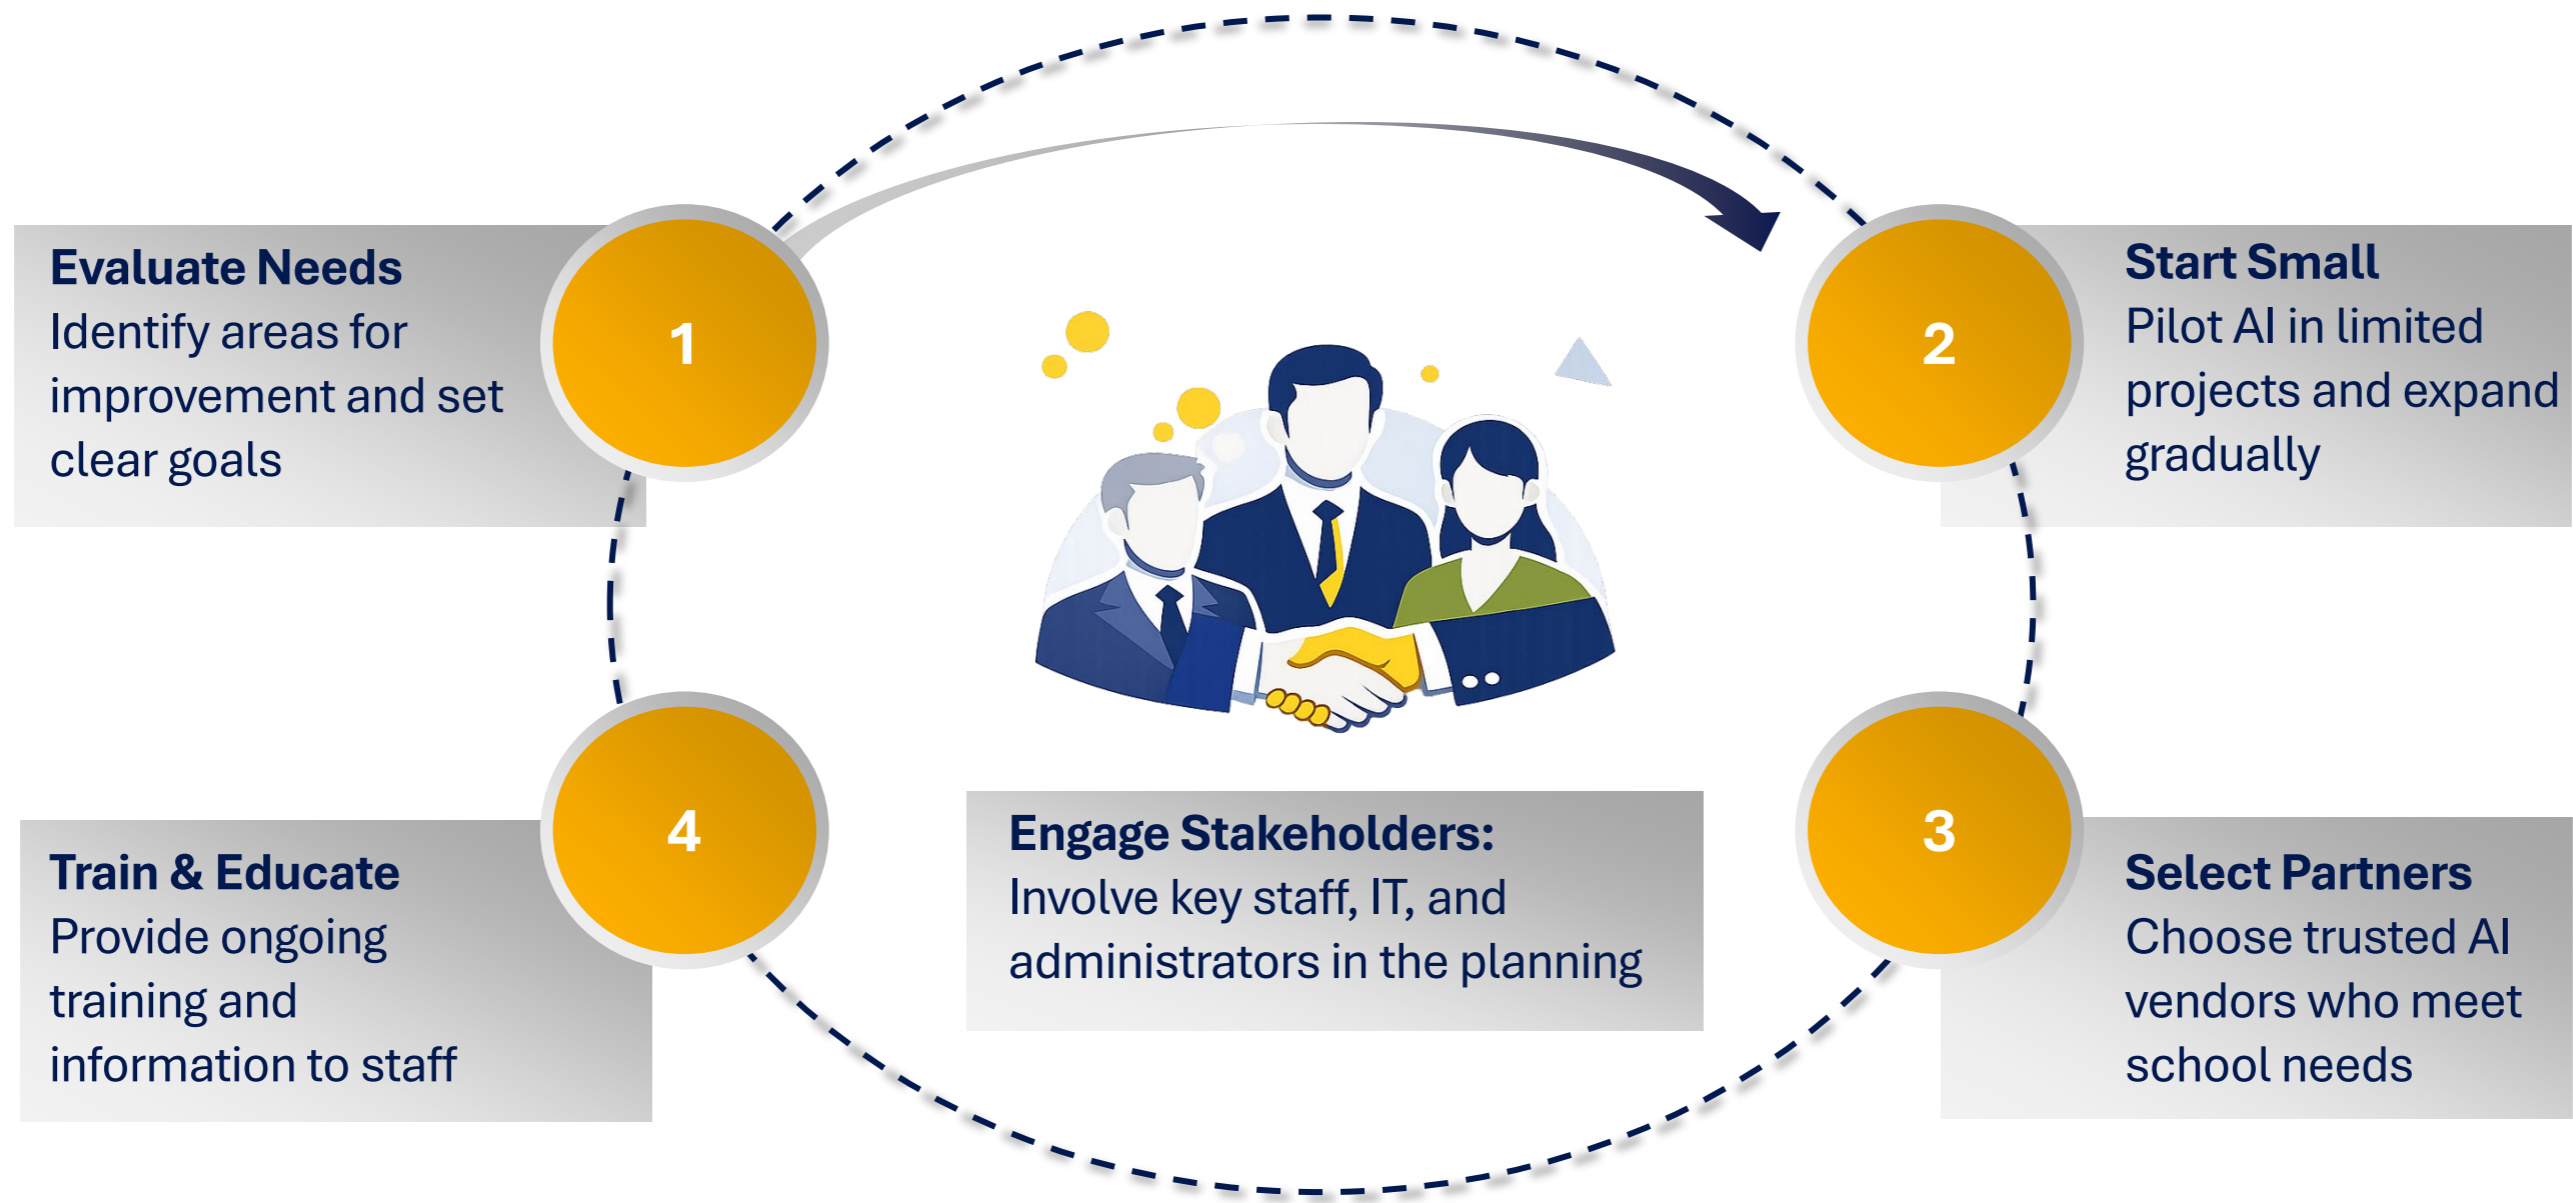 1
Evaluate Needs
Identify areas for
improvement and set
clear goals
2
Start Small
Pilot AI in limited
projects and expand
gradually
3
Select Partners
Choose trusted AI
vendors who meet
school needs
4
Train & Educate
Provide ongoing
training and
information to staff
Engage Stakeholders:
Involve key staff, IT, and
administrators in the planning